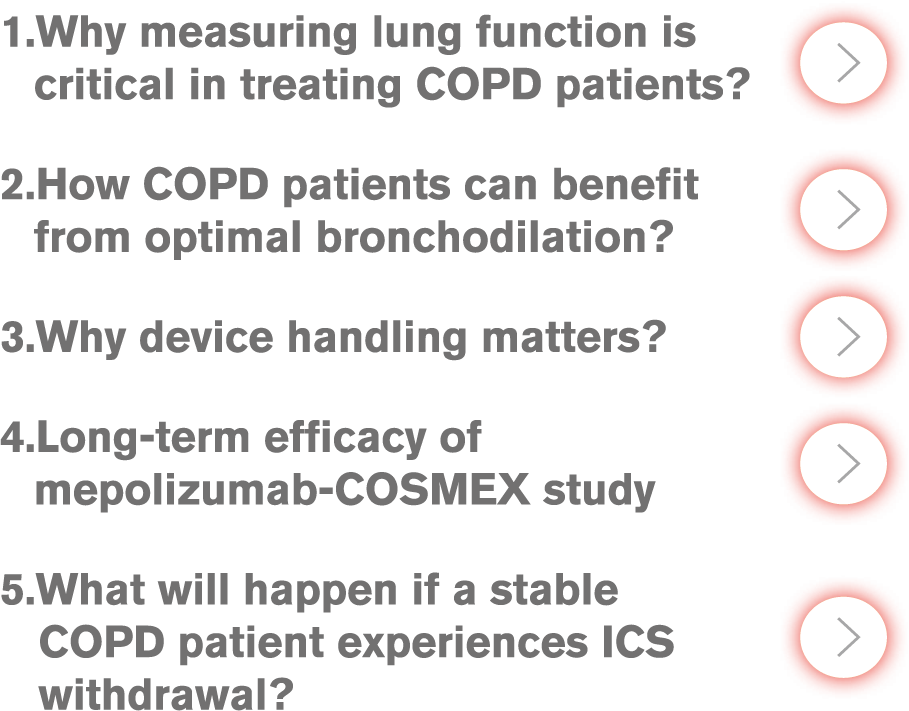 1.Why measuring lung function is
critical in treating COPD patients?
2.How COPD patients can benefit
from optimal bronchodilation?
3.Why device handling matters?
4.Long-term efficacy of
mepolizumab-COSMEX study
5.What will happen if a stable
COPD patient experiences ICS
withdrawal?